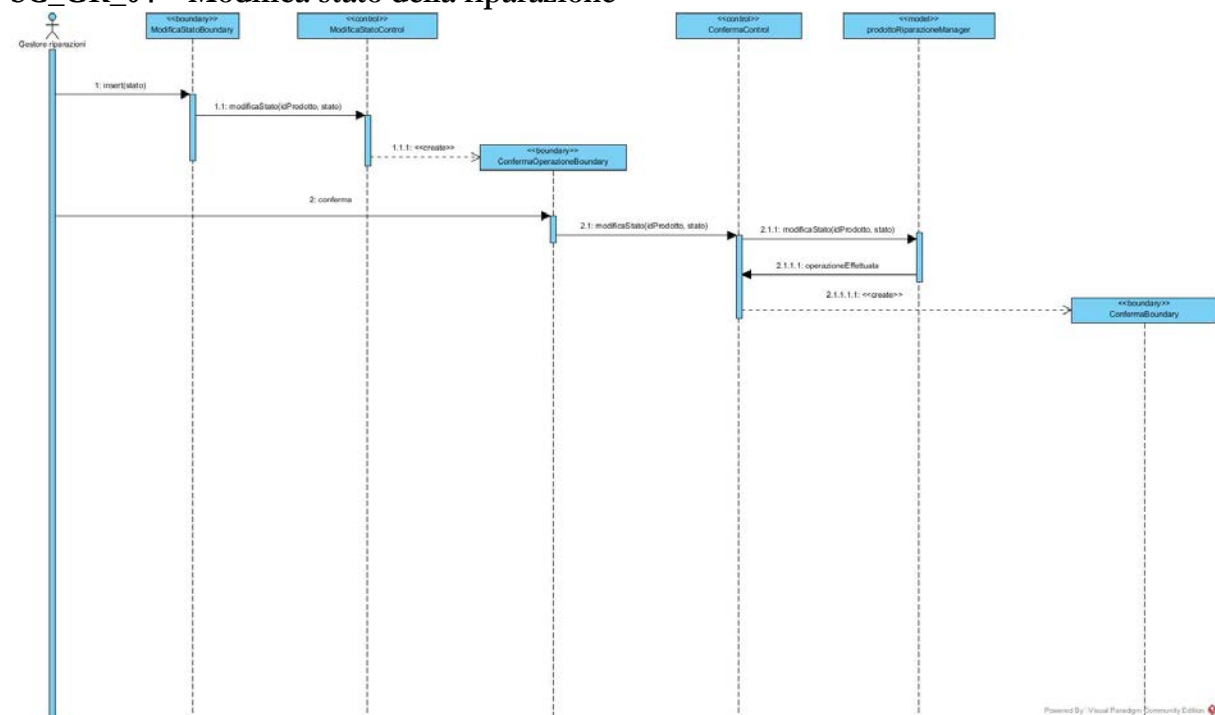 Modifica stato della riparazione
<<boundary>>
ModificaStatoBoundary
<<control>>
ModificaStatoControl
<<control>>
ConfermaControl
<<model>>
prodottoRiparazioneManager
Gestore riparazioni
1: insert(stato)
1.1: modificaStato(idProdotto, stato)
1.1.1: <<create>>
<<boundary>>
ConfermaOperazioneBoundary
2: conferma
2.1: modificaStato(idProdotto, stato)
2.1.1: modificaStato(idProdotto, stato)
2.1.1.1: operazioneEffettuata
2.1.1.1.1: <<create>>
<<boundary>>
ConfermaBoundary
Powered By Visual Paradigm Community Edition